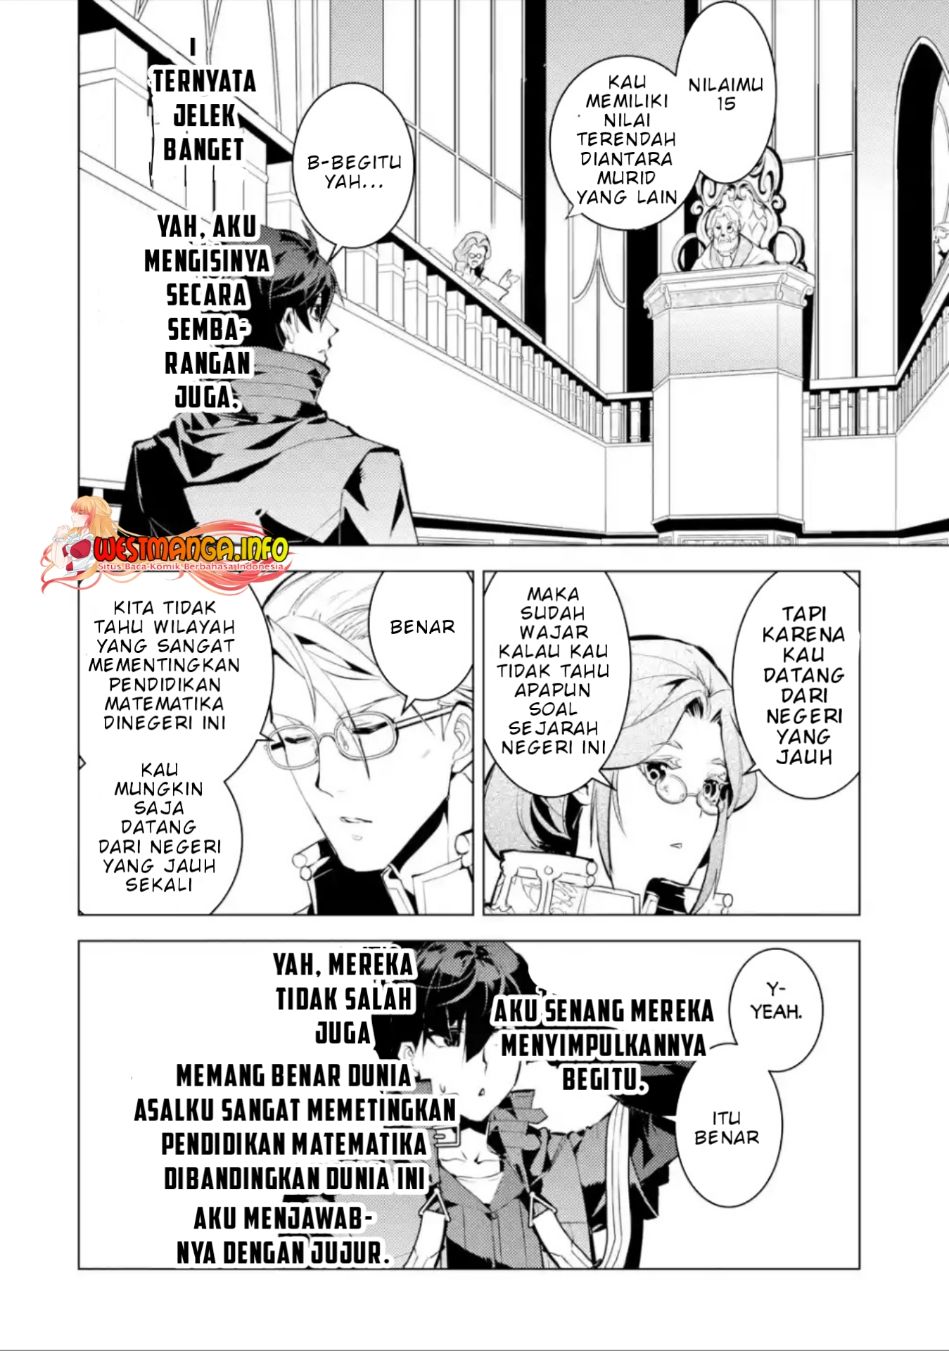 NILAIMU
15
KAU
MEMILIKI
NILAI
TERENDAH
DIANTARA
MURID
YANG LAIN
B-BEGITU
YAH...
I
TERNYATA
JELEK
BANGET
YAH, AKU
MENGISINYA
SECARA
SEMBA-
RANGAN
JUGA.
WESTMANGA.INFO
Situs Baca Komik Berbahasa Indonesia
TAPI
KARENA
KAU
DATANG
DARI
NEGERI
YANG
JAUH
MAKA
SUDAH
WAJAR
KALAU KAU
TIDAK TAHU
APAPUN
SOAL
SEJARAH
NEGERI INI
BENAR
KITA TIDAK
TAHU WILAYAH
YANG SANGAT
MEMENTINGKAN
PENDIDIKAN
MATEMATIKA
DINEGERI INI
KAU
MUNGKIN
SAJA
DATANG
DARI NEGERI
YANG JAUH
SEKALI
Y-
YEAH.
ITU
BENAR
AKU SENANG MEREKA
MENYIMPULKANNYA
BEGITU.
YAH, MEREKA
TIDAK SALAH
JUGA
MEMANG BENAR DUNIA
ASALKU SANGAT MEMETINGKAN
PENDIDIKAN MATEMATIKA
DIBANDINGKAN DUNIA INI
AKU MENJAWAB-
NYA DENGAN JUJUR.